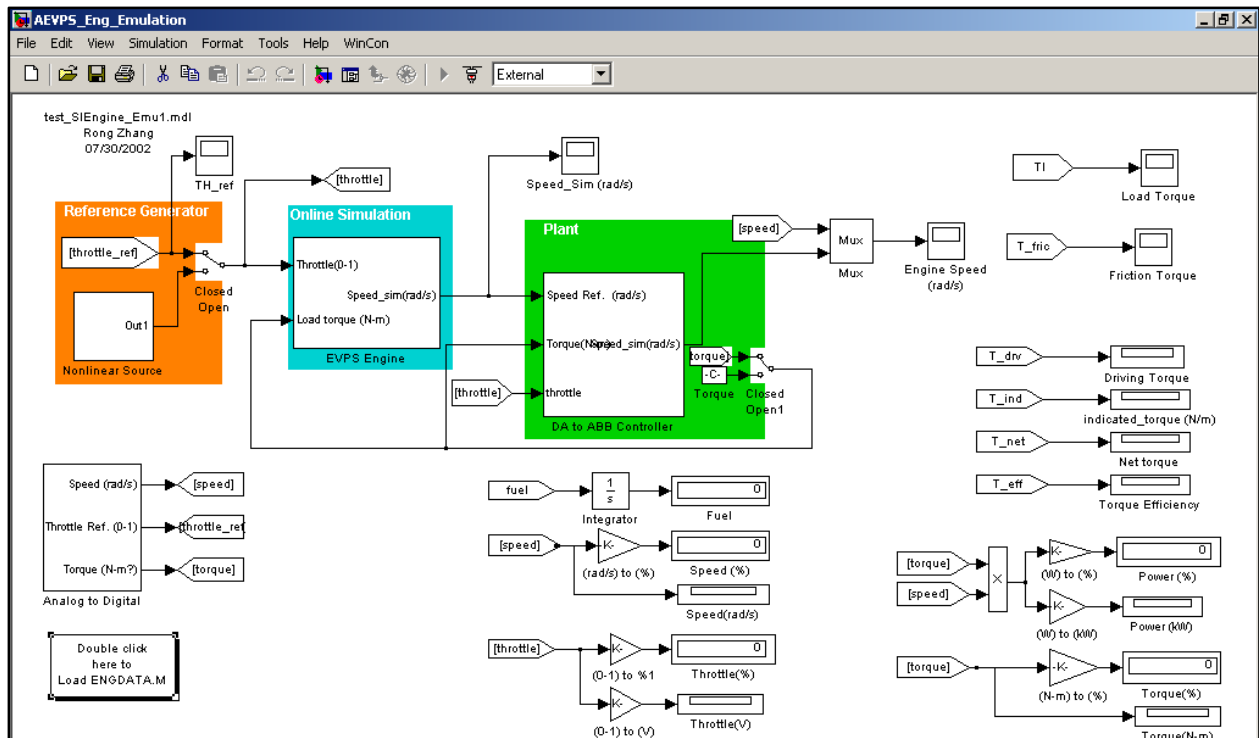 AEVPS_Eng_Emulation
File Edit View Simulation Format Tools Help WinCon
External
test_SIEngine_Emu1.mdl
Rong Zhang
07/30/2002
TH_ref
[throttle]
Speed_Sim (rad/s)
Tl
Load Torque
T_fric
Friction Torque
Reference Generator
[throttle_ref]
Closed
Open
Out1
Nonlinear Source
Online Simulation
Throttle(0-1)
Speed_sim(rad/s)
Load torque (N-m)
EVPS Engine
Plant
Speed Ref. (rad/s)
Torque(N-m)
Speed_sim(rad/s)
throttle
DA to ABB Controller
[throttle]
[torque]
-C-
Torque
Closed
Open1
[speed]
Mux
Mux
Engine Speed
(rad/s)
T_drv
Driving Torque
T_ind
indicated_torque (N/m)
T_net
Net torque
T_eff
Torque Efficiency
Speed (rad/s)
[speed]
Throttle Ref. (0-1)
[throttle_ref]
Torque (N-m?)
[torque]
Analog to Digital
Double click
here to
Load ENGDATA.M
fuel
1
s
Integrator
0
Fuel
[speed]
-K-
(rad/s) to (%)
0
Speed (%)
Speed(rad/s)
[throttle]
-K-
(0-1) to %1
0
Throttle(%)
-K-
(0-1) to (V)
Throttle(V)
[torque]
[speed]
×
-K-
(W) to (%)
0
Power(%)
-K-
(W) to (kW)
Power(kW)
[torque]
-K-
(N-m) to (%)
0
Torque(%)
Torque(N-m)